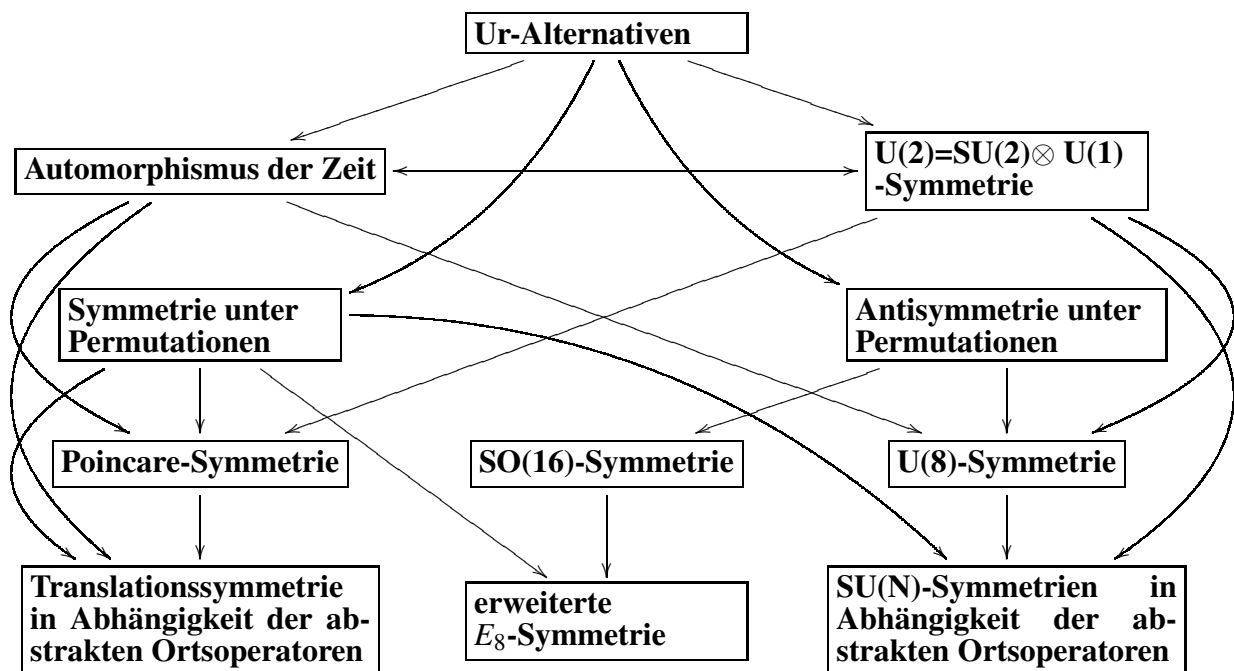 Ur-Alternativen
Automorphismus der Zeit
U(2)=SU(2)⊗ U(1)
-Symmetrie
Symmetrie unter
Permutationen
Antisymmetrie unter
Permutationen
Poincare-Symmetrie
SO(16)-Symmetrie
U(8)-Symmetrie
Translationssymmetrie
in Abhängigkeit der ab-
strakten Ortsoperatoren
erweiterte
E₈-Symmetrie
SU(N)-Symmetrien in
Abhängigkeit der ab-
strakten Ortsoperatoren